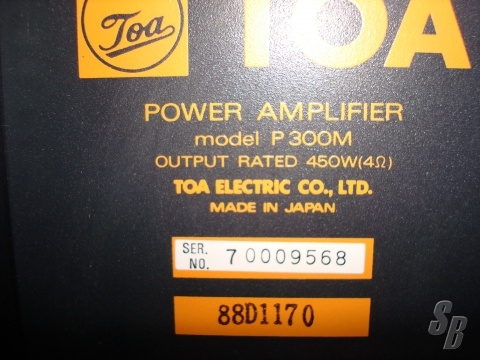 Toa TOA
POWER AMPLIFIER
model P300M
OUTPUT RATED 450W(4Ω)
TOA ELECTRIC CO., LTD.
MADE IN JAPAN
SER. NO. 70009568
88D1170
SB